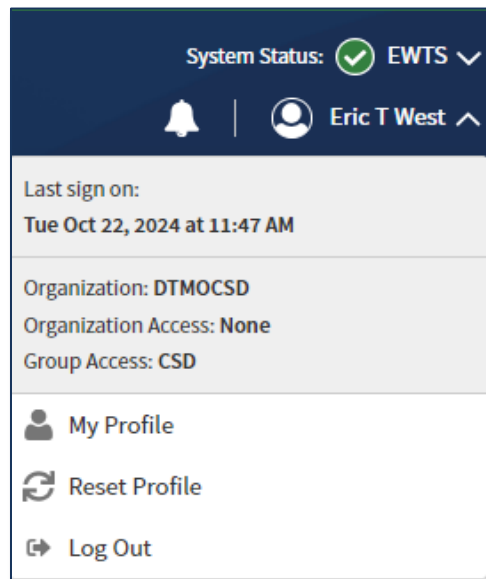 System Status: EWTS
Eric T West
Last sign on:
Tue Oct 22, 2024 at 11:47 AM
Organization: DTMOCSD
Organization Access: None
Group Access: CSD
My Profile
Reset Profile
Log Out